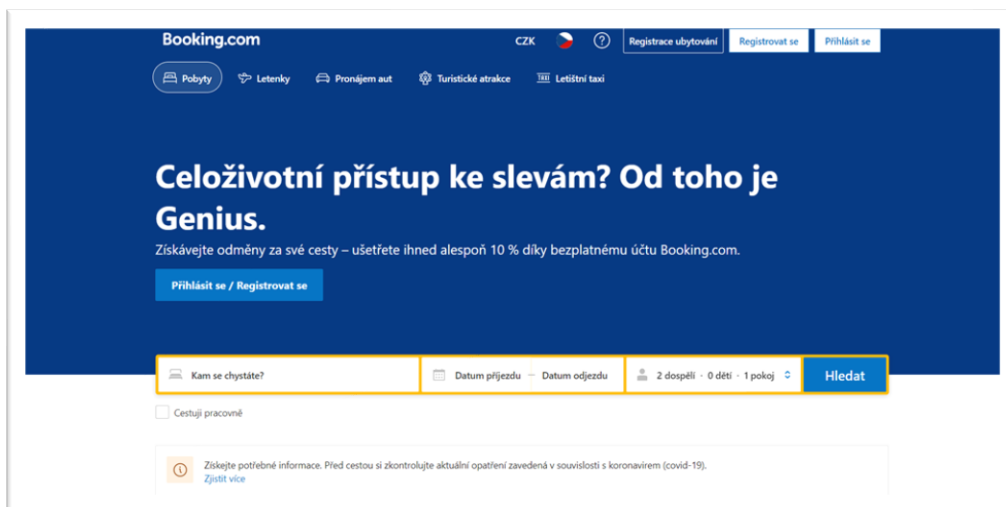 Booking.com CZK Registrace ubytování Registrovat se Přihlásit se
Pobyty Letenky Pronájem aut Turistické atrakce Letištní taxi
Celoživotní přístup ke slevám? Od toho je
Genius.
Získávejte odměny za své cesty – ušetřete ihned alespoň 10 % díky bezplatnému účtu Booking.com.
Přihlásit se / Registrovat se
Kam se chystáte? Datum příjezdu – Datum odjezdu 2 dospělí · 0 dětí · 1 pokoj Hledat
Cestuji pracovně
Získejte potřebné informace. Před cestou si zkontrolujte aktuální opatření zavedená v souvislosti s koronavirem (covid-19).
Zjistit více